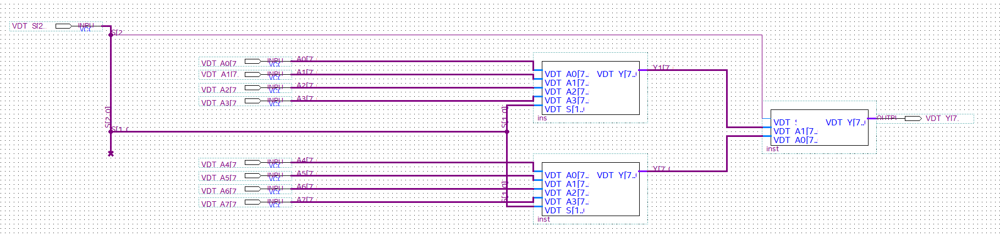 VDT S[2..
INPU
VCC
S[2
VDT A0[7
INPU
VCC
A0[7
VDT A1[7.
INPU
VCC
A1[7
VDT A2[7
INPU
VCC
A2[7
VDT A3[7
INPU
VCC
A3[7
VDT A0[7.. VDT Y[7..(
VDT A1[7..
VDT A2[7..
VDT A3[7..
VDT S[1..(
ins
Y1[7
S[2..0]
S[1..0]
S[1
VDT S
VDT Y[7..(
VDT A1[7..
VDT A0[7..
inst
OUTPU
VDT Y[7.
VDT A4[7
INPU
VCC
A4[7
VDT A5[7
INPU
VCC
A5[7
VDT A6[7
INPU
VCC
A6[7
VDT A7[7
INPU
VCC
A7[7
S[1..0]
VDT A0[7.. VDT Y[7..(
VDT A1[7..
VDT A2[7..
VDT A3[7..
VDT S[1..(
inst
Y[7